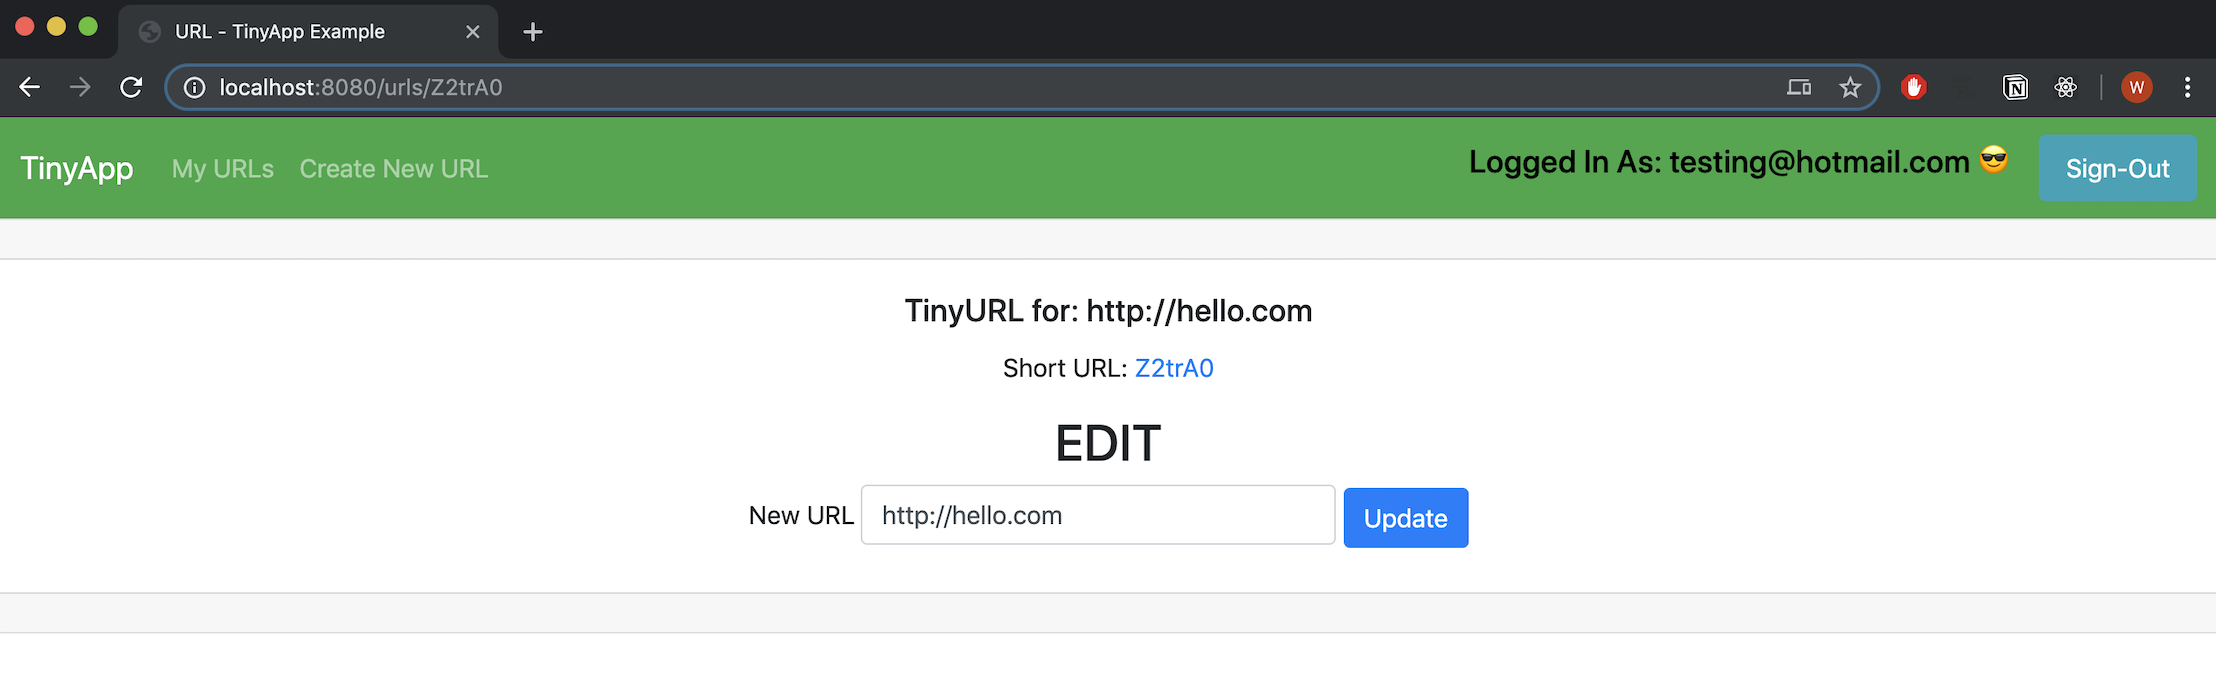 URL - TinyApp Example
localhost:8080/urls/Z2trA0
W
TinyApp My URLs Create New URL Logged In As: testing@hotmail.com 😎 Sign-Out
TinyURL for: http://hello.com
Short URL: Z2trA0
EDIT
New URL http://hello.com Update